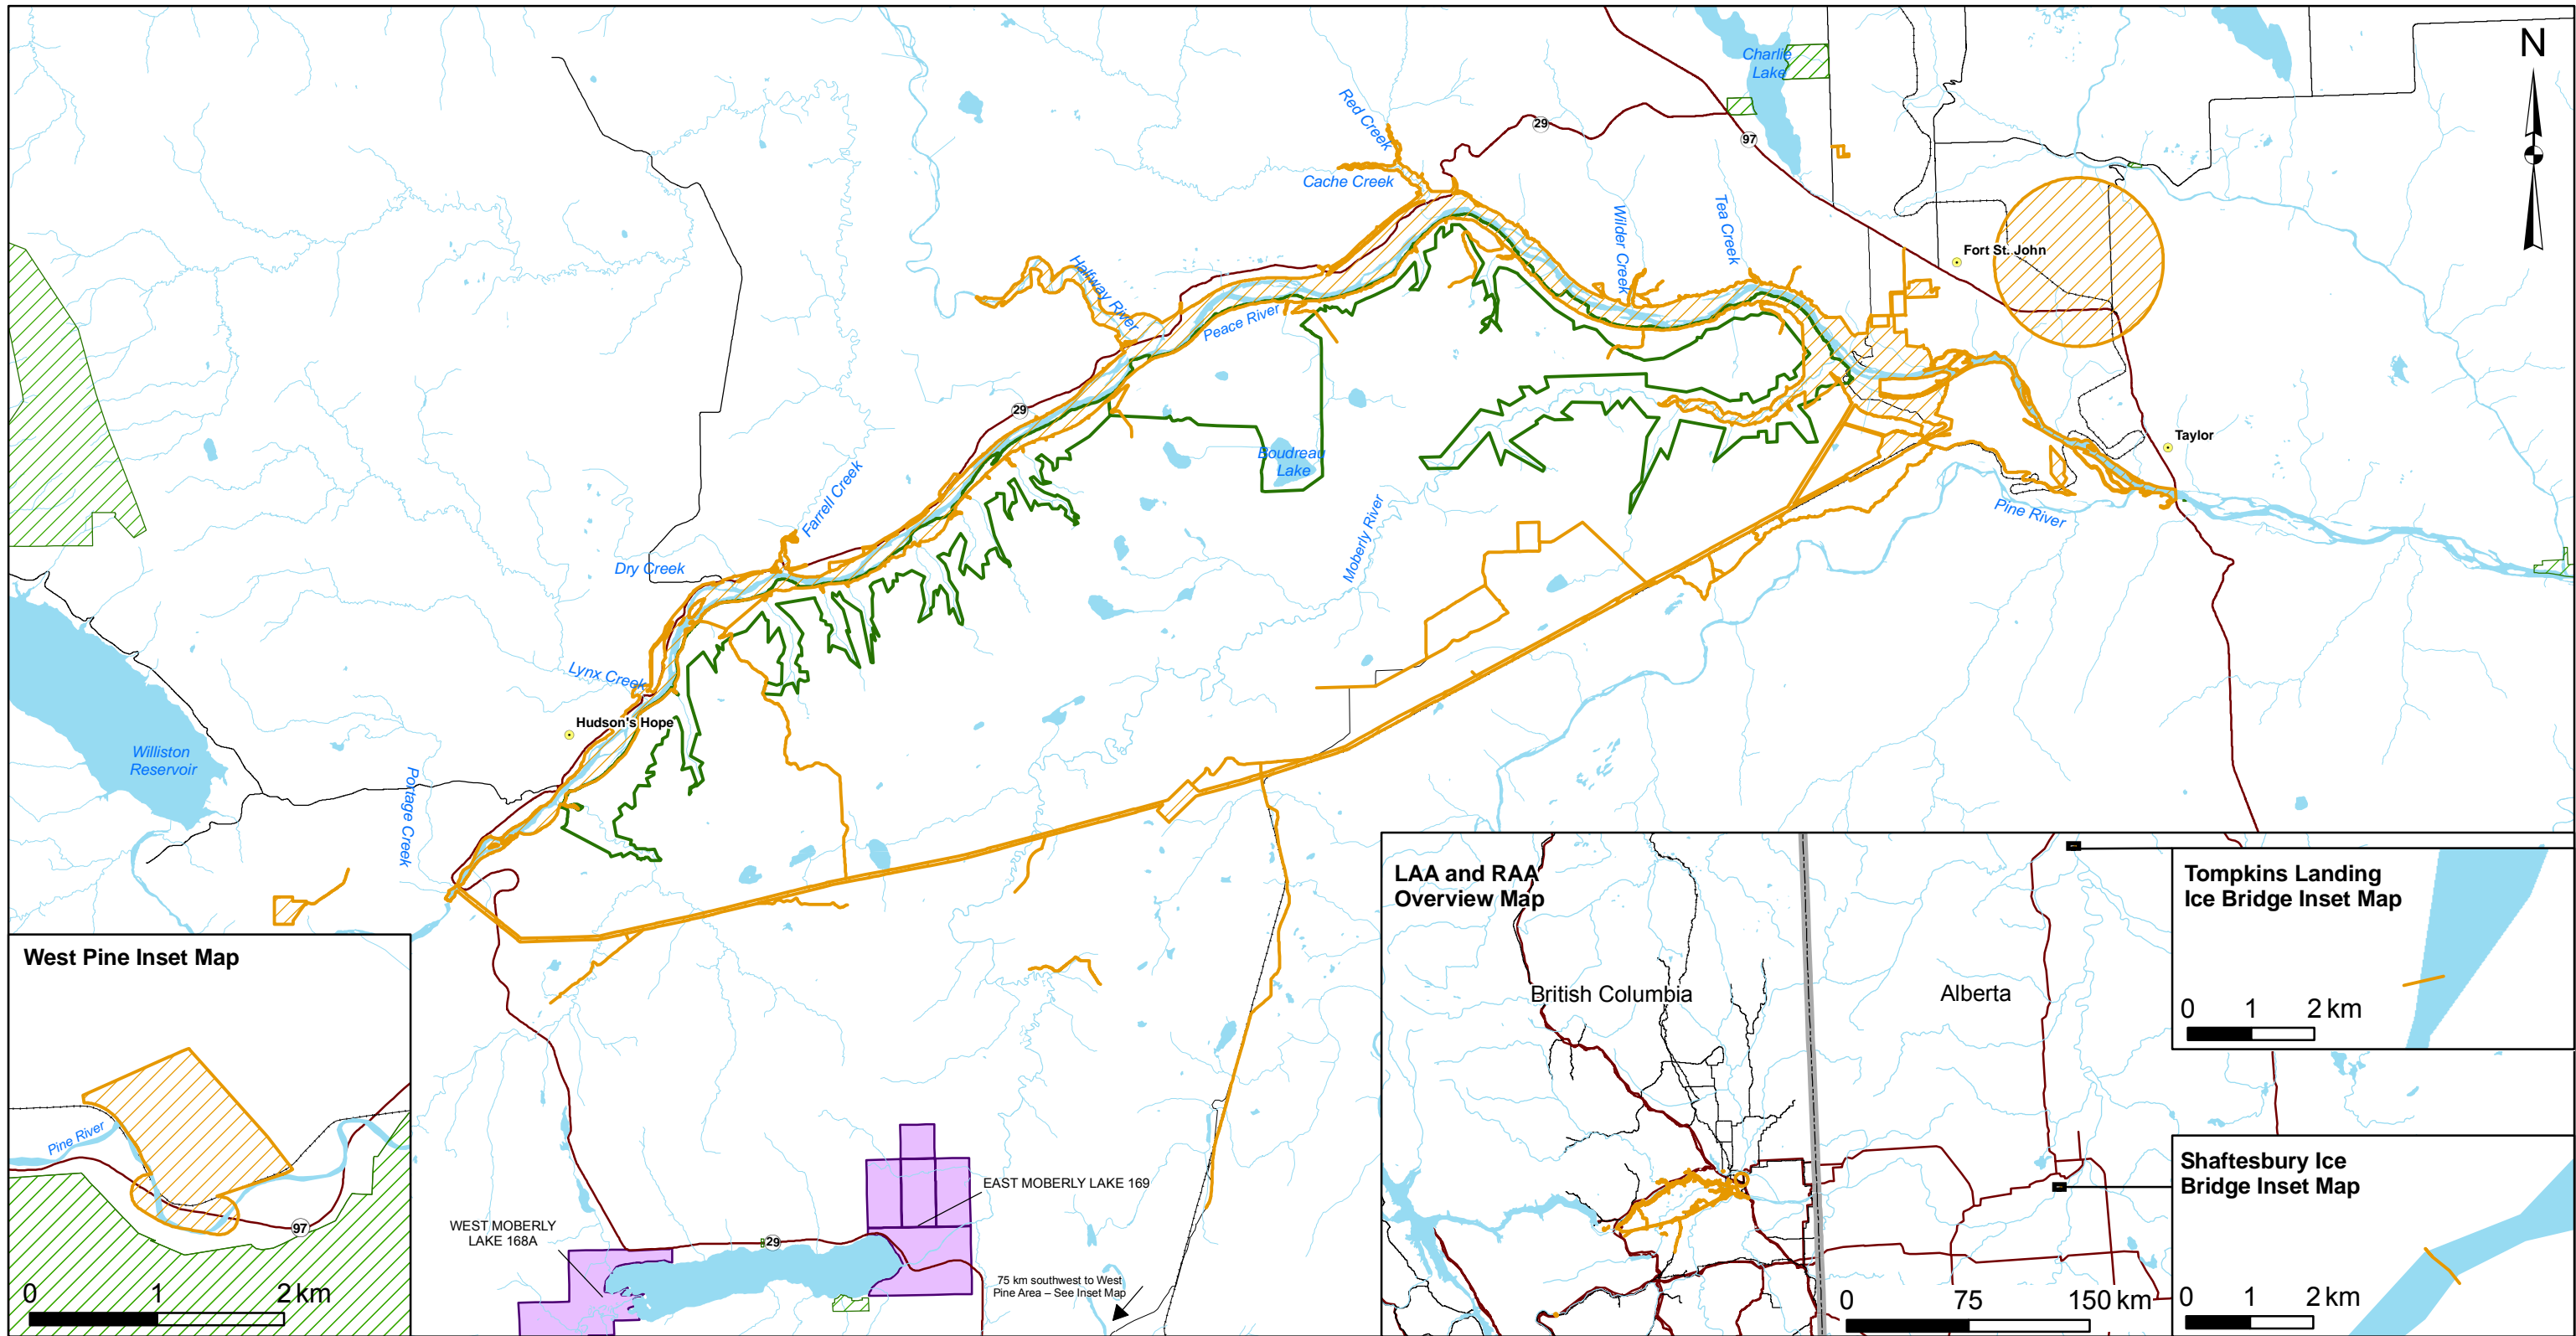 Charlie
Lake
N
Red Creek
29
97
Cache Creek
Wilder Creek
Tea Creek
Fort St. John
Halfway River
Peace River
29
Taylor
Boudreau
Lake
Farrell Creek
Moberly River
Pine River
Dry Creek
Lynx Creek
Hudson's Hope
Williston
Reservoir
Portage Creek
West Pine Inset Map
Pine River
97
0 1 2 km
WEST MOBERLY
LAKE 168A
EAST MOBERLY LAKE 169
29
75 km southwest to West
Pine Area – See Inset Map
LAA and RAA
Overview Map
British Columbia
Alberta
0 75 150 km
Tompkins Landing
Ice Bridge Inset Map
0 1 2 km
Shaftesbury Ice
Bridge Inset Map
0 1 2 km